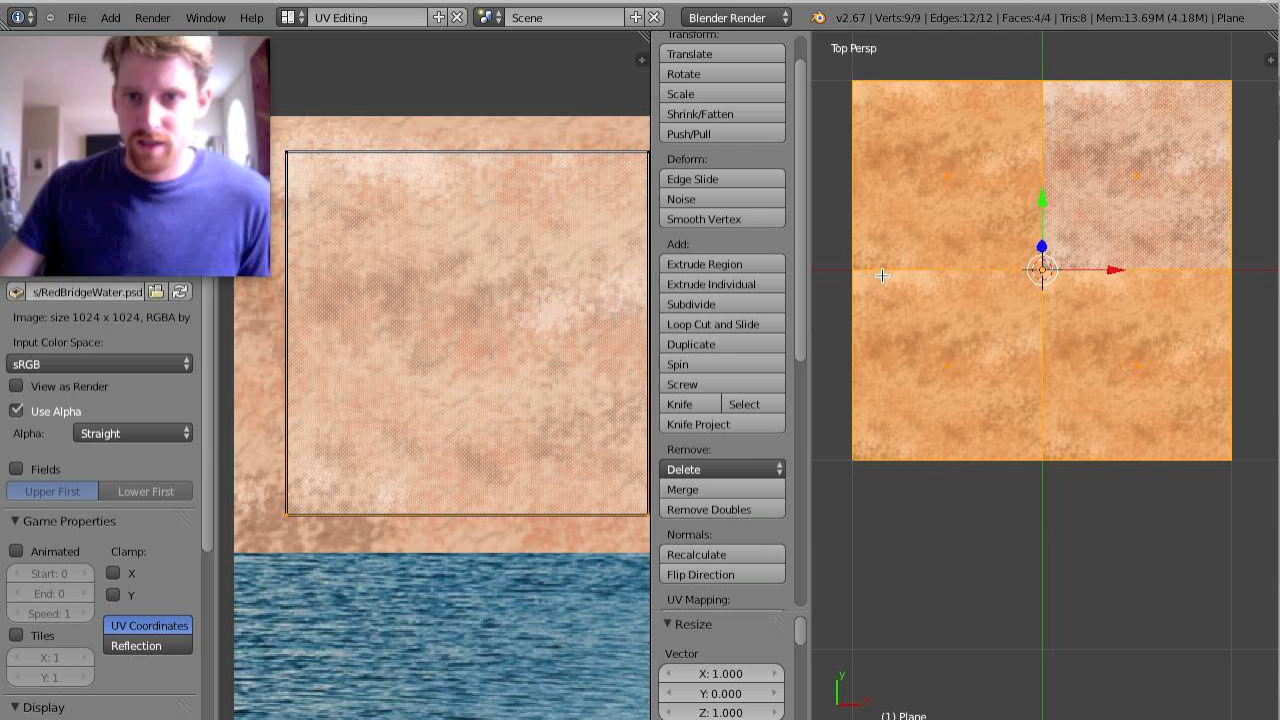 File Add Render Window Help UV Editing Scene Blender Render v2.67 | Verts:9/9 | Edges:12/12 | Faces:4/4 | Tris:8 | Mem:13.69M (4.18M) | Plane
s/RedBridgeWater.psd
Image: size 1024 x 1024, RGBA by
Input Color Space:
sRGB
View as Render
Use Alpha
Alpha: Straight
Fields
Upper First Lower First
Game Properties
Animated Clamp:
Start: 0 X
End: 0 Y
Speed: 1
UV Coordinates
Tiles
Reflection
X: 1
Y: 1
Display
Transform:
Translate
Rotate
Scale
Shrink/Fatten
Push/Pull
Deform:
Edge Slide
Noise
Smooth Vertex
Add:
Extrude Region
Extrude Individual
Subdivide
Loop Cut and Slide
Duplicate
Spin
Screw
Knife Select
Knife Project
Remove:
Delete
Merge
Remove Doubles
Normals:
Recalculate
Flip Direction
UV Mapping:
Resize
Vector
X: 1.000
Y: 0.000
Z: 1.000
Top Persp
y
(1) Plane